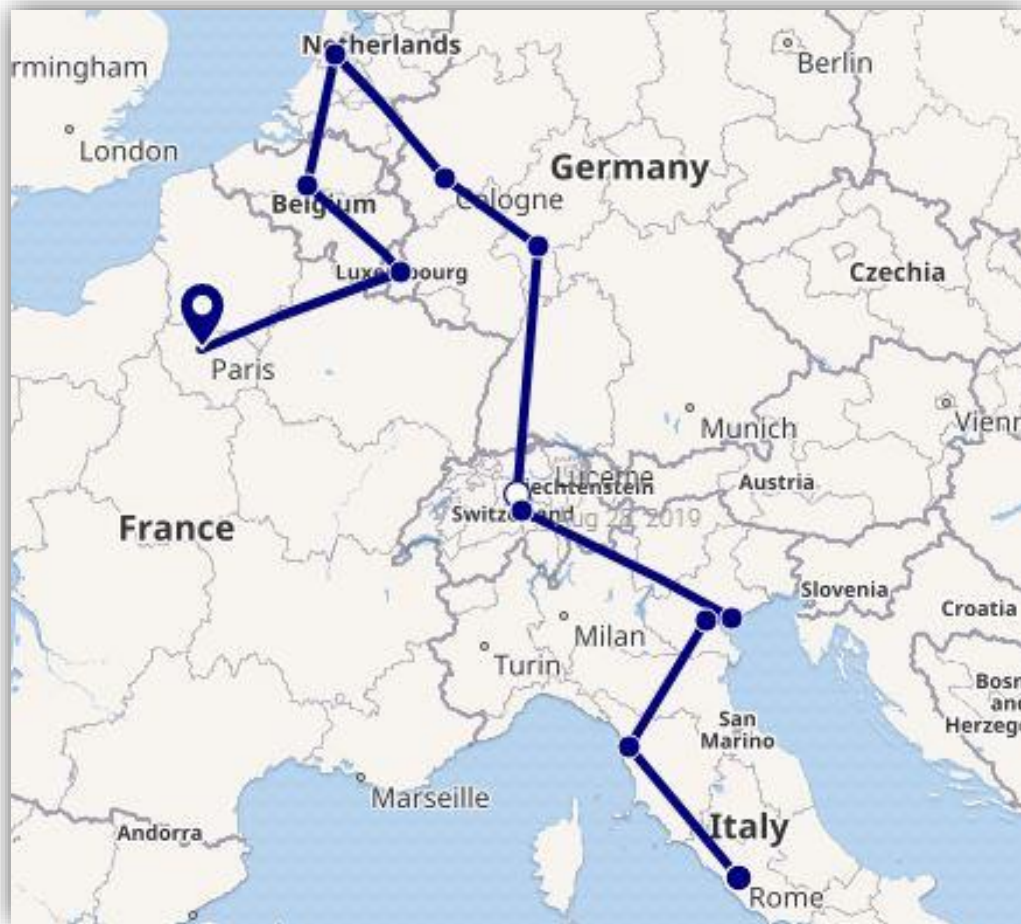 Netherlands
rmingham
Berlin
London
Germany
Cologne
Belgium
Luxembourg
Czechia
Paris
Vienn
Munich
Lucerne
Liechtenstein
Austria
Switzerland
Aug 28, 2019
France
Slovenia
Croatia
Milan
Turin
Bosn
and
Herzego
San
Marino
Marseille
Italy
Andorra
Rome